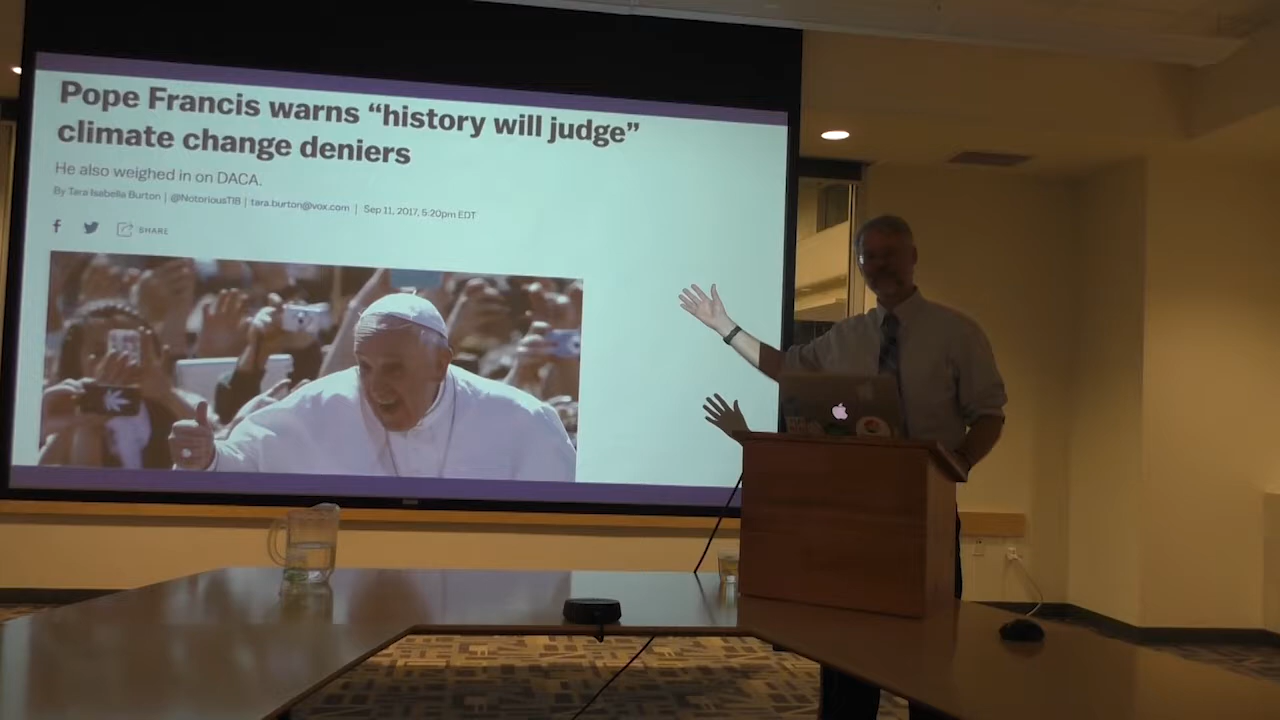 Pope Francis warns “history will judge”
climate change deniers
He also weighed in on DACA.
By Tara Isabella Burton | @NotoriousTIB | tara.burton@vox.com | Sep 11, 2017, 5:20pm EDT
f SHARE